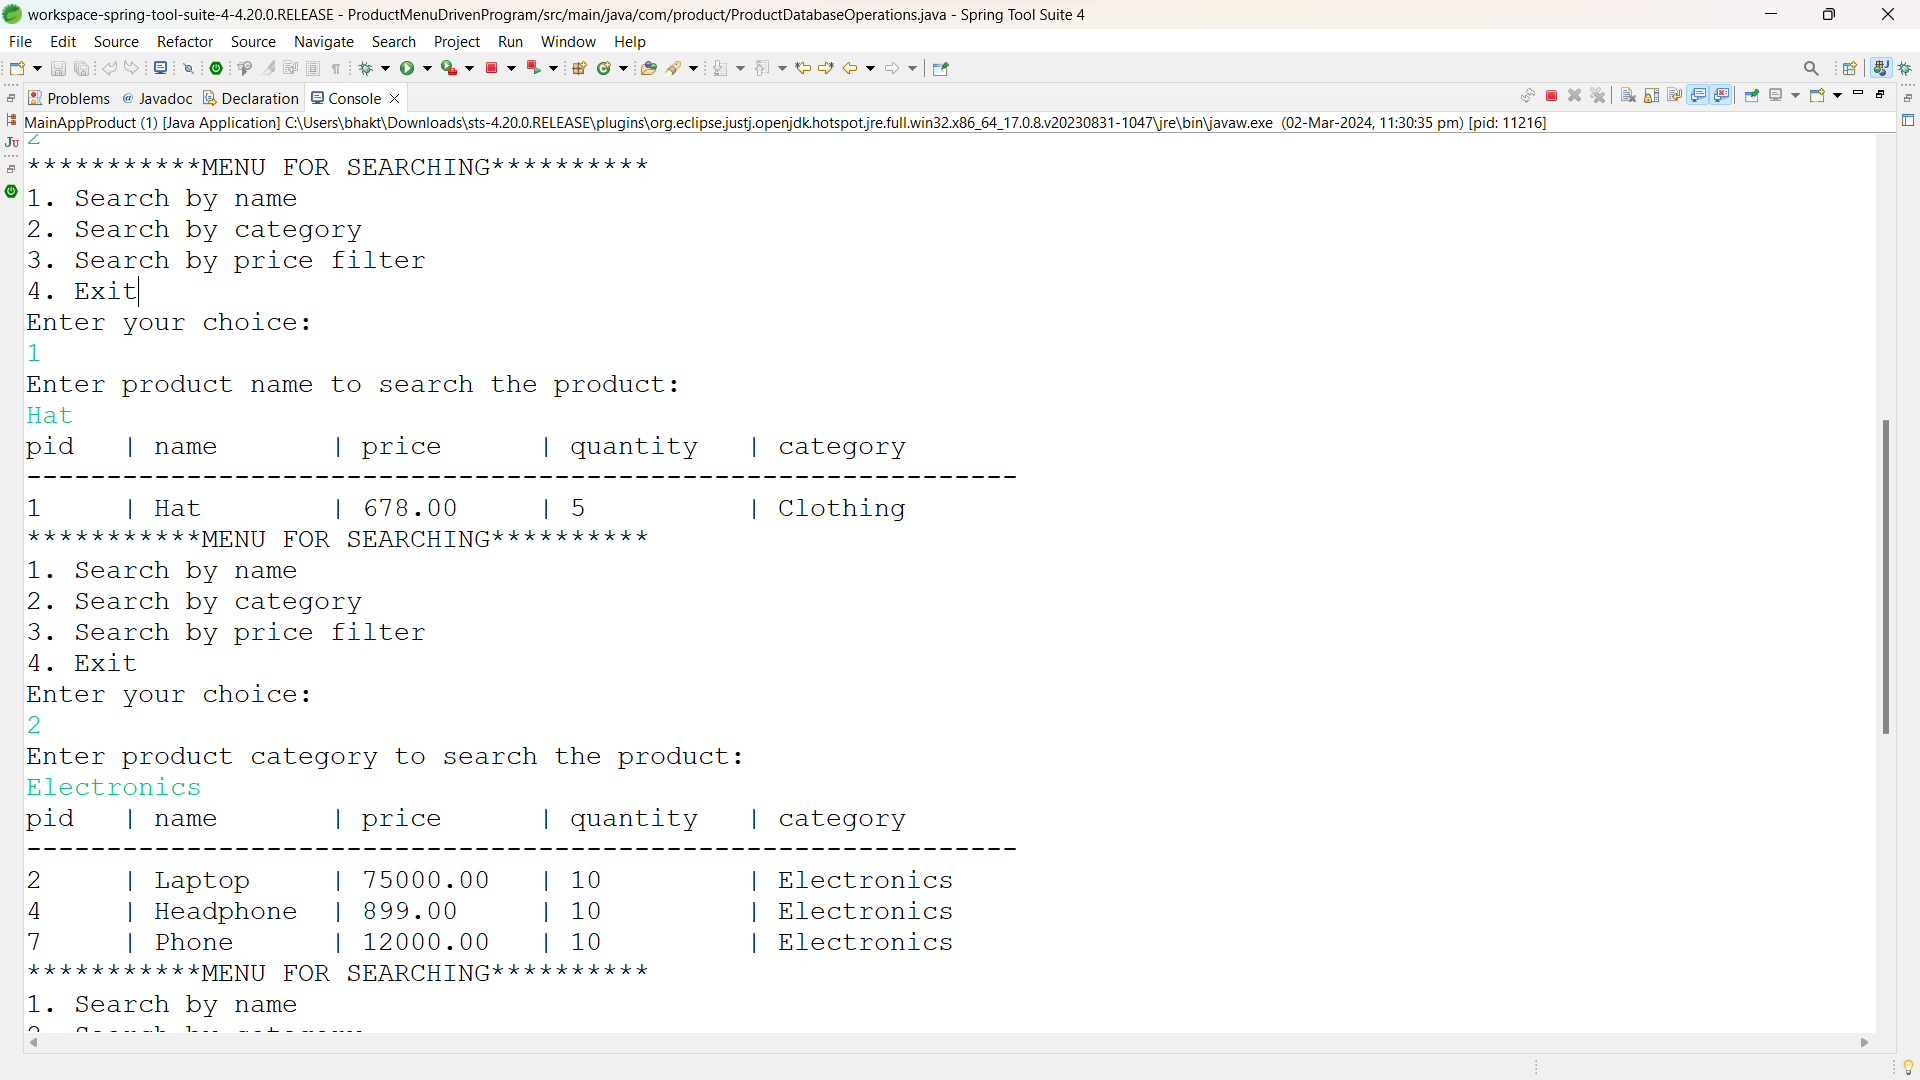 workspace-spring-tool-suite-4-4.20.0.RELEASE - ProductMenuDrivenProgram/src/main/java/com/product/ProductDatabaseOperations.java - Spring Tool Suite 4
File Edit Source Refactor Source Navigate Search Project Run Window Help
Problems @ Javadoc Declaration Console
MainAppProduct (1) [Java Application] C:\Users\bhakt\Downloads\sts-4.20.0.RELEASE\plugins\org.eclipse.justj.openjdk.hotspot.jre.full.win32.x86_64_17.0.8.v20230831-1047\jre\bin\javaw.exe (02-Mar-2024, 11:30:35 pm) [pid: 11216]
2
***********MENU FOR SEARCHING**********
1. Search by name
2. Search by category
3. Search by price filter
4. Exit
Enter your choice:
1
Enter product name to search the product:
Hat
pid | name | price | quantity | category
--------------------------------------------------------------
1 | Hat | 678.00 | 5 | Clothing
***********MENU FOR SEARCHING**********
1. Search by name
2. Search by category
3. Search by price filter
4. Exit
Enter your choice:
2
Enter product category to search the product:
Electronics
pid | name | price | quantity | category
--------------------------------------------------------------
2 | Laptop | 75000.00 | 10 | Electronics
4 | Headphone | 899.00 | 10 | Electronics
7 | Phone | 12000.00 | 10 | Electronics
***********MENU FOR SEARCHING**********
1. Search by name
2. Search by category